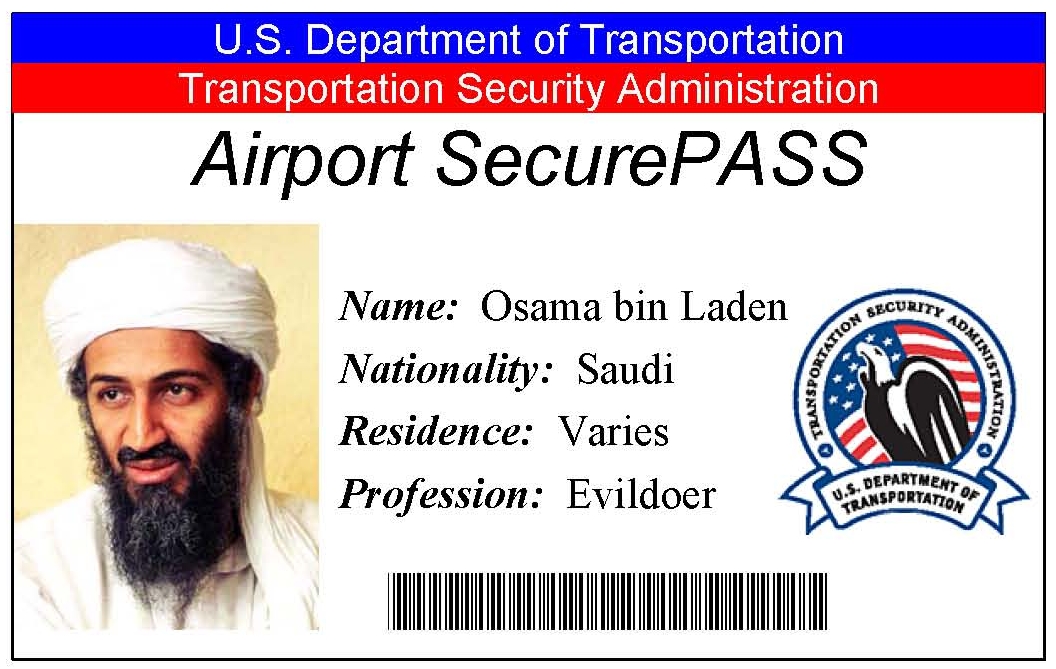 U.S. Department of Transportation
Transportation Security Administration
Airport SecurePASS
Name: Osama bin Laden
Nationality: Saudi
Residence: Varies
Profession: Evildoer
TRANSPORTATION SECURITY ADMINISTRATION
U.S. DEPARTMENT OF
TRANSPORTATION